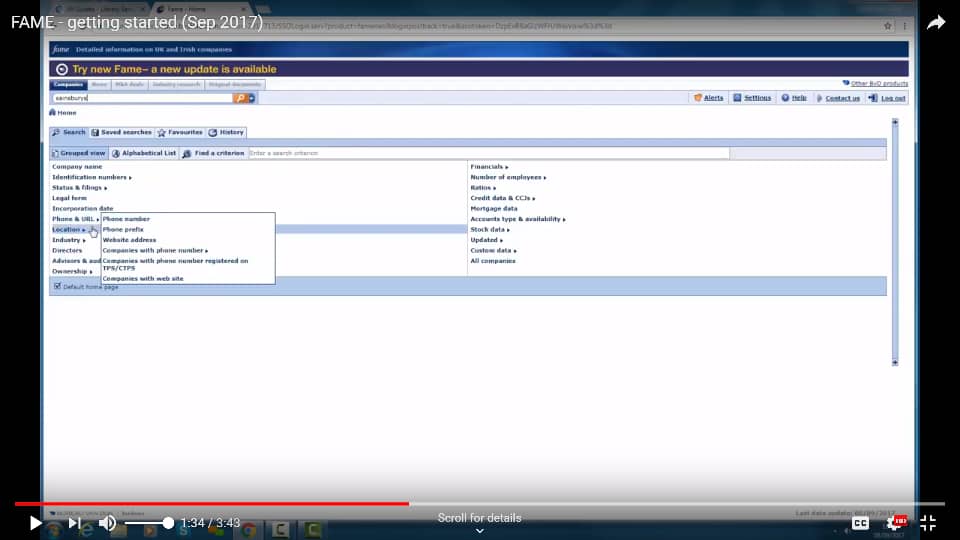 FAME - getting started (Sep 2017)
Fame - Home
fame Detailed information on UK and Irish companies
Try new Fame– a new update is available
Companies News M&A deals Industry research Original documents
Other BvD products
sainsburys
Alerts Settings Help Contact us Log out
Home
Search Saved searches Favourites History
Grouped view Alphabetical List Find a criterion Enter a search criterion
Company name
Identification numbers
Status & filings
Legal form
Incorporation date
Phone & URL
Location
Industry
Directors
Advisors & aud
Ownership
Phone number
Phone prefix
Website address
Companies with phone number
Companies with phone number registered on
TPS/CTPS
Companies with web site
Financials
Number of employees
Ratios
Credit data & CCJs
Mortgage data
Accounts type & availability
Stock data
Updated
Custom data
All companies
Default home page
Last data update: 05/09/2017
1:34 / 3:43
Scroll for details
CC
HD